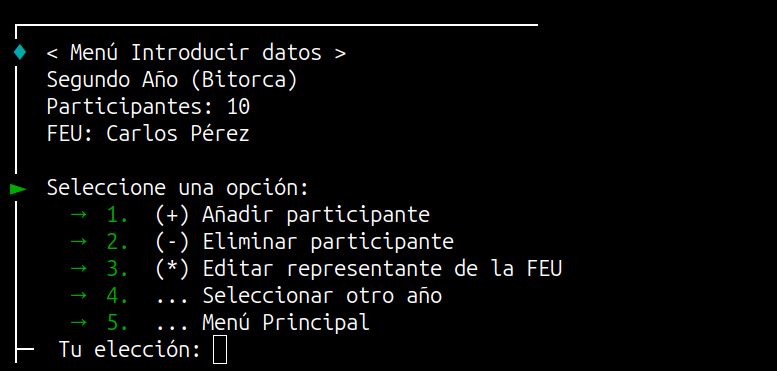 < Menú Introducir datos >
Segundo Año (Bitorca)
Participantes: 10
FEU: Carlos Pérez
Seleccione una opción:
→ 1. (+) Añadir participante
→ 2. (-) Eliminar participante
→ 3. (*) Editar representante de la FEU
→ 4. ... Seleccionar otro año
→ 5. ... Menú Principal
Tu elección: